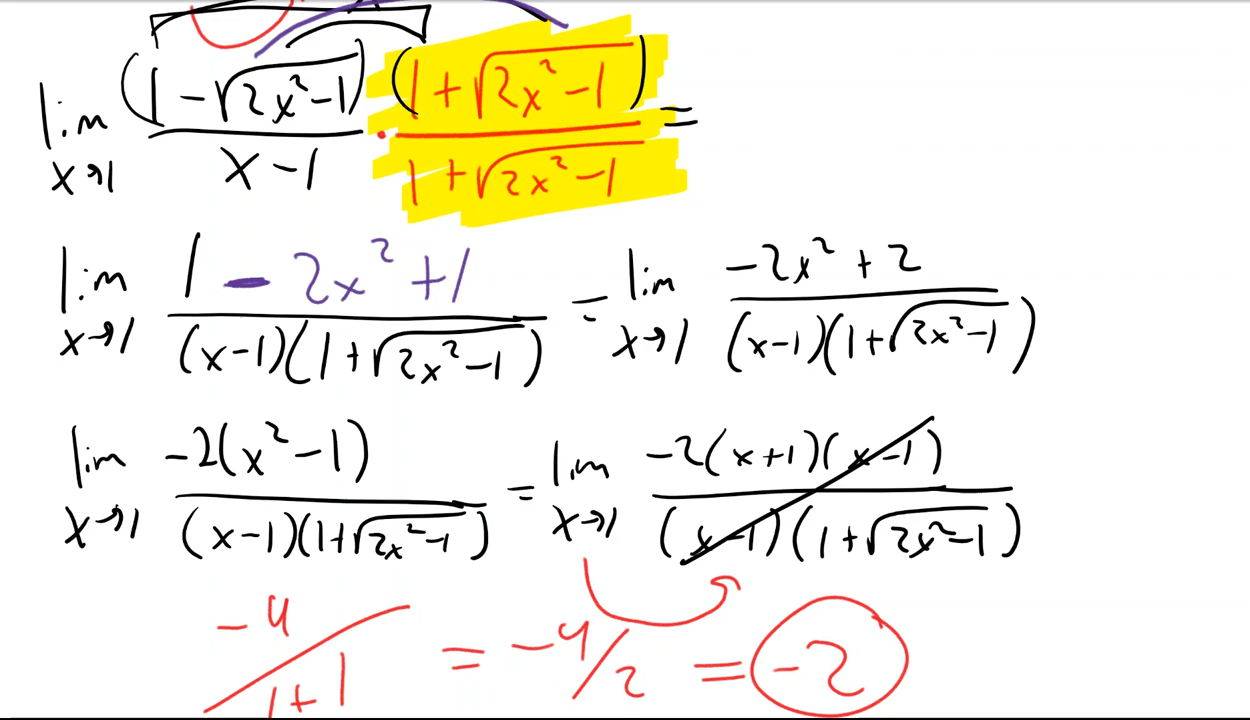 lim x→1 (1 - √(2x² - 1))/(x - 1) · (1 + √(2x² - 1))/(1 + √(2x² - 1)) =
lim x→1 (1 - 2x² + 1)/((x-1)(1+√(2x²-1))) = lim x→1 (-2x² + 2)/((x-1)(1+√(2x²-1)))
lim x→1 (-2(x² - 1))/((x-1)(1+√(2x²-1))) = lim x→1 (-2(x+1)(x-1))/((x-1)(1+√(2x²-1)))
-4/(1+1) = -4/2 = -2